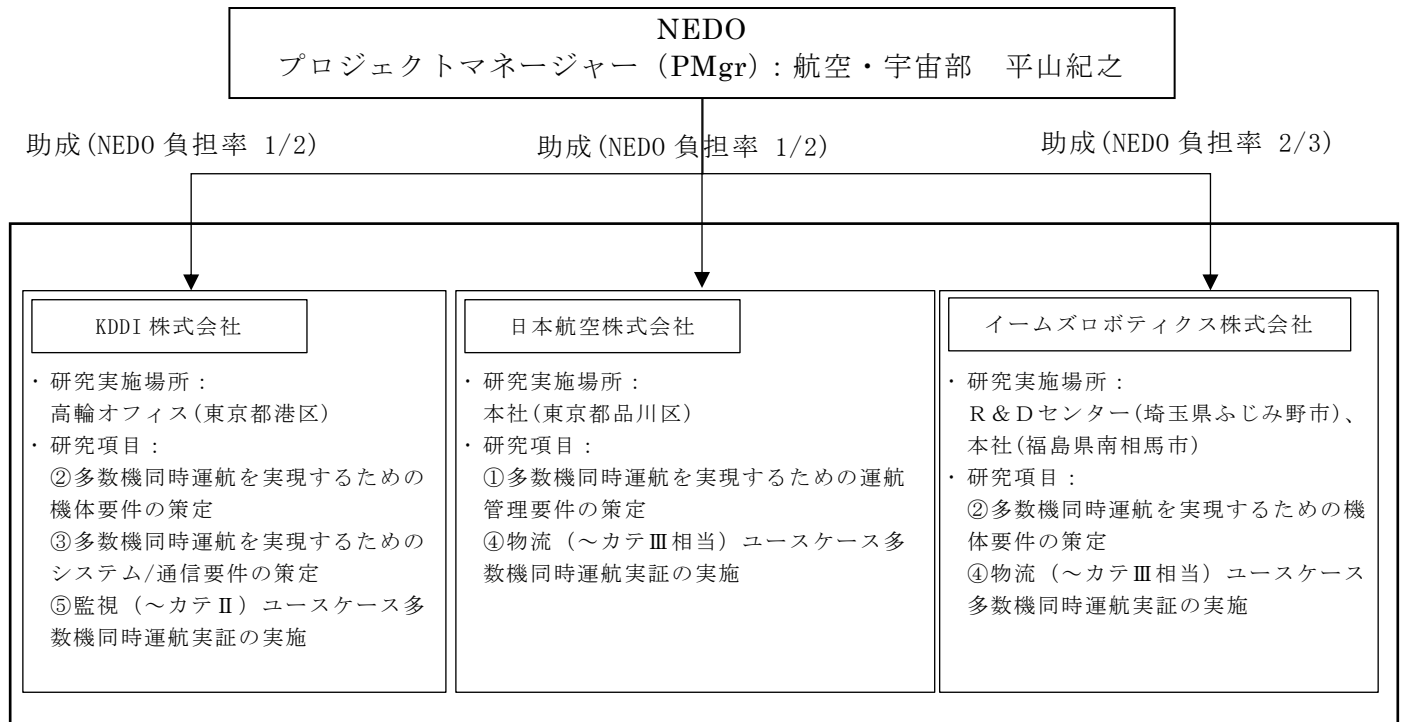 NEDO
プロジェクトマネージャー（PMgr）：航空・宇宙部　平山紀之
助成(NEDO 負担率 1/2)
助成(NEDO 負担率 1/2)
助成(NEDO 負担率 2/3)
KDDI 株式会社
・研究実施場所：
高輪オフィス(東京都港区)
・研究項目：
②多数機同時運航を実現するための
機体要件の策定
③多数機同時運航を実現するための
システム/通信要件の策定
⑤監視（～カテⅡ）ユースケース多
数機同時運航実証の実施
日本航空株式会社
・研究実施場所：
本社(東京都品川区)
・研究項目：
①多数機同時運航を実現するための運航
管理要件の策定
④物流（～カテⅢ相当）ユースケース多
数機同時運航実証の実施
イームズロボティクス株式会社
・研究実施場所：
Ｒ＆Ｄセンター(埼玉県ふじみ野市)、
本社(福島県南相馬市)
・研究項目：
②多数機同時運航を実現するための機
体要件の策定
④物流（～カテⅢ相当）ユースケース
多数機同時運航実証の実施